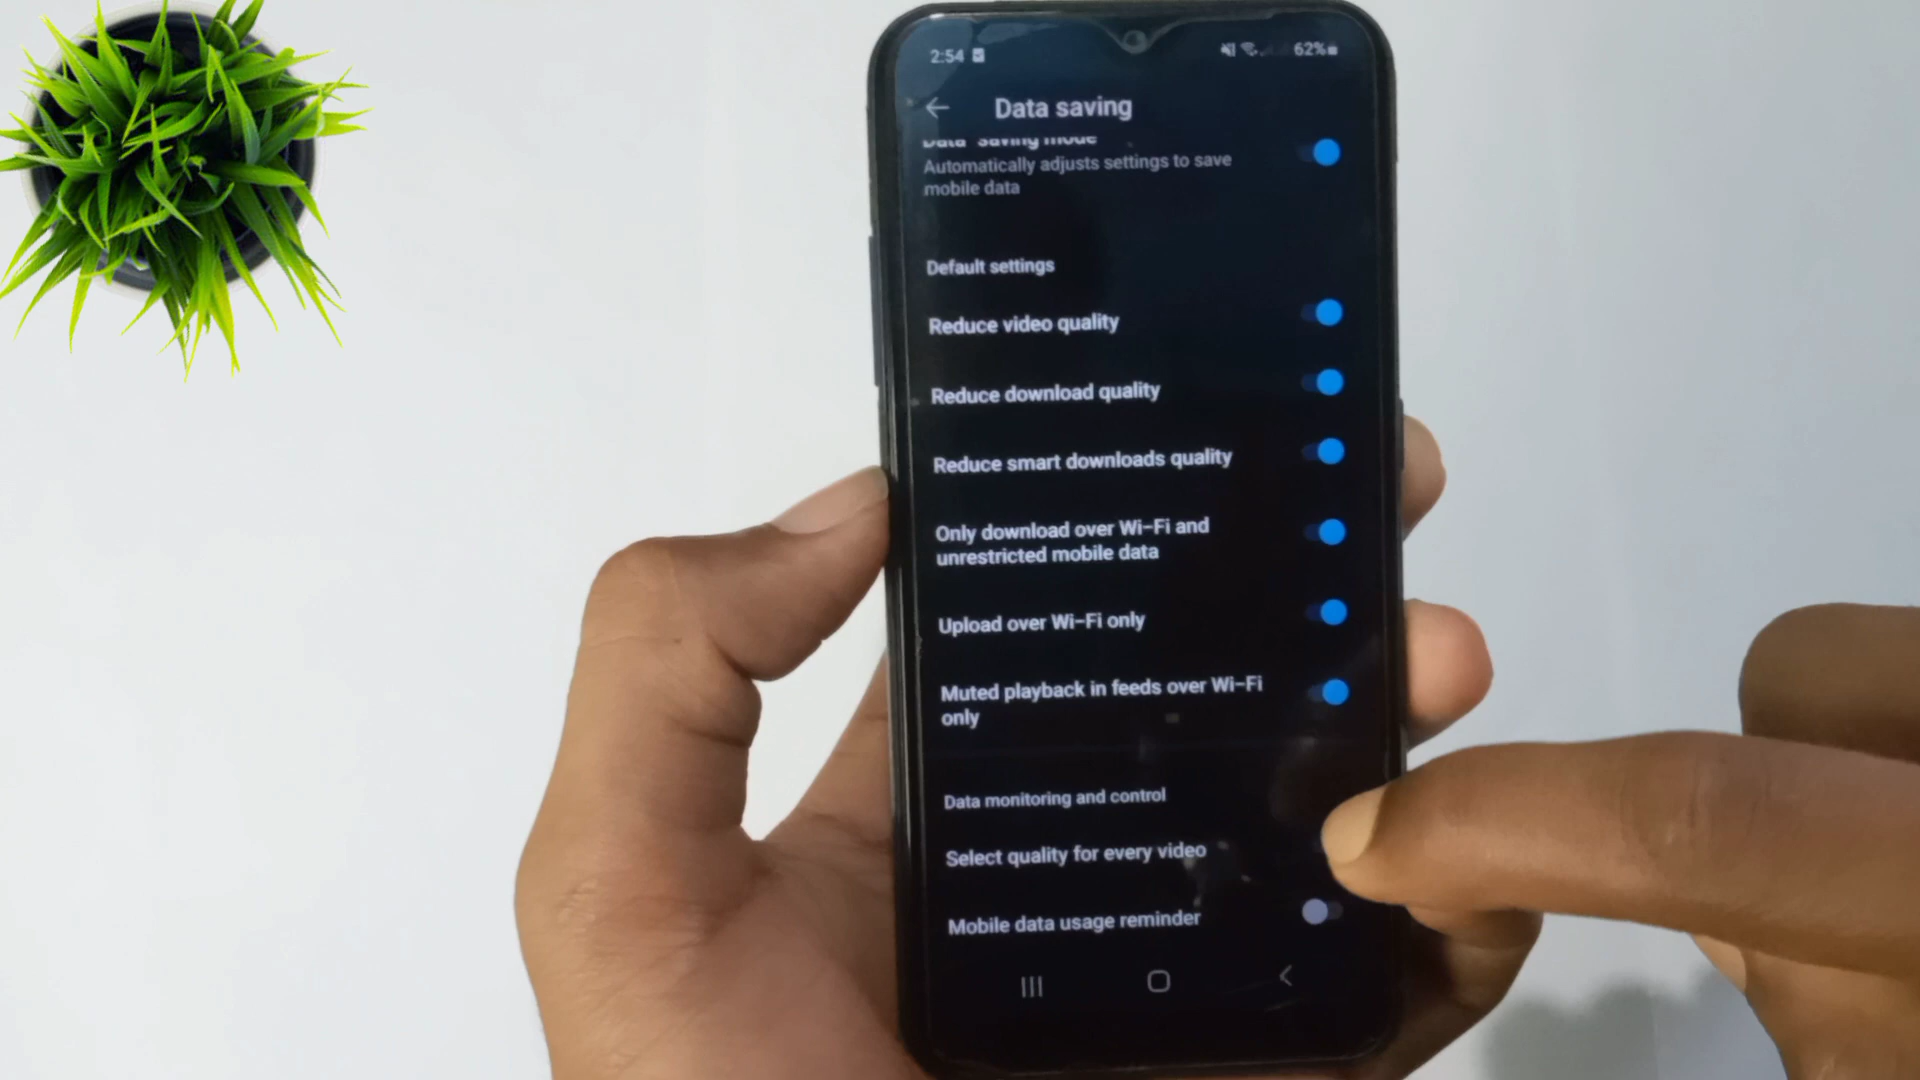 2:54
62%
Data saving
Data saving mode
Automatically adjusts settings to save
mobile data
Default settings
Reduce video quality
Reduce download quality
Reduce smart downloads quality
Only download over Wi-Fi and
unrestricted mobile data
Upload over Wi-Fi only
Muted playback in feeds over Wi-Fi
only
Data monitoring and control
Select quality for every video
Mobile data usage reminder